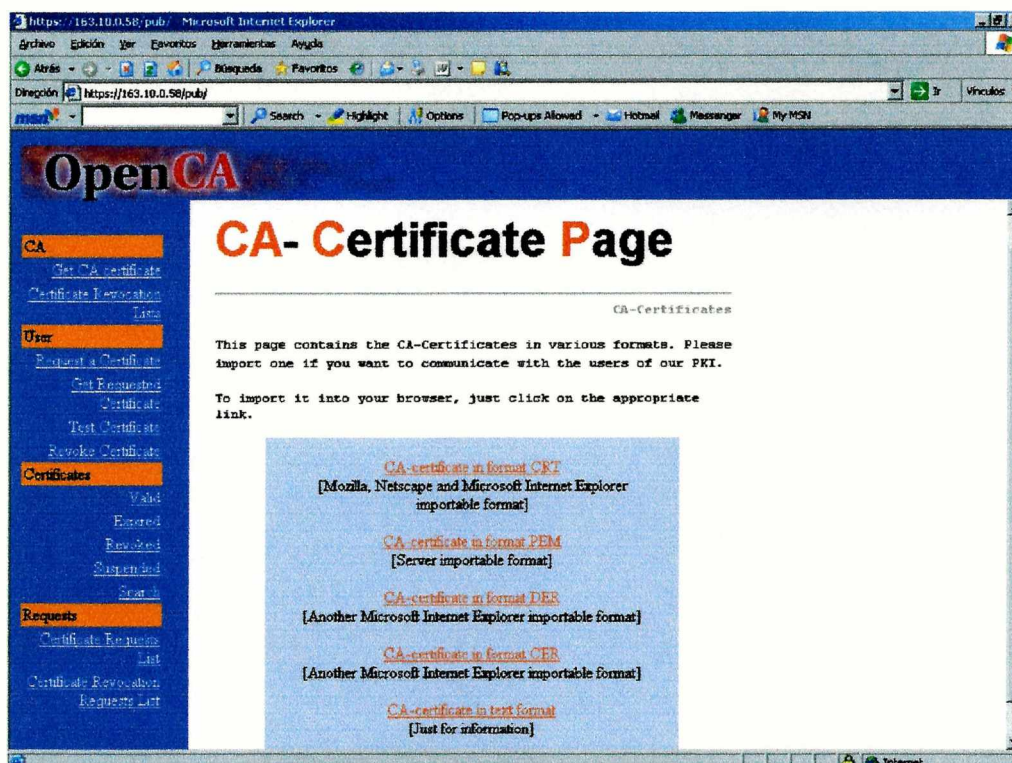 https://163.10.0.58/pub/ Microsoft Internet Explorer
Archivo Edición Ver Favoritos Herramientas Ayuda
Atrás Búsqueda Favoritos
Dirección https://163.10.0.58/pub/ Ir Vínculos
msn Search Highlight Options Pop-ups Allowed Hotmail Messenger My MSN
OpenCA
CA
Get CA certificate
Certificate Revocation
Lists
User
Request a Certificate
Get Requested
Certificate
Test Certificate
Revoke Certificate
Certificates
Valid
Expired
Revoked
Suspended
Search
Requests
Certificate Requests
List
Certificate Revocation
Requests List
CA- Certificate Page
CA-Certificates
This page contains the CA-Certificates in various formats. Please
import one if you want to communicate with the users of our PKI.
To import it into your browser, just click on the appropriate
link.
CA-certificate in format CRT
[Mozilla, Netscape and Microsoft Internet Explorer
importable format]
CA-certificate in format PEM
[Server importable format]
CA-certificate in format DER
[Another Microsoft Internet Explorer importable format]
CA-certificate in format CER
[Another Microsoft Internet Explorer importable format]
CA-certificate in text format
[Just for information]
Internet